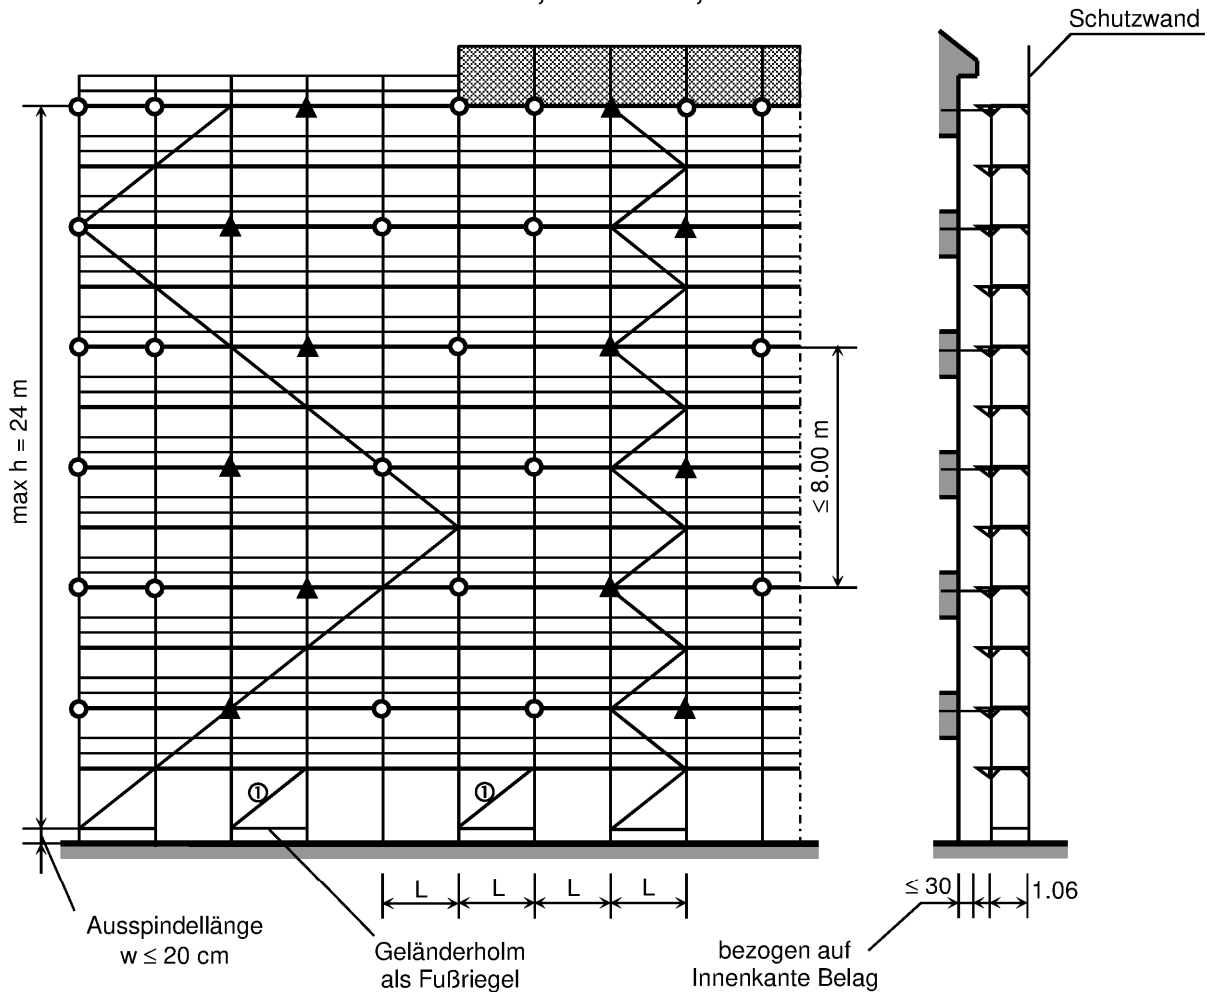 Schutzwand
max h = 24 m
≤ 8.00 m
①
①
L
L
L
L
≤ 30
1.06
Ausspindellänge
w ≤ 20 cm
Geländerholm
als Fußriegel
bezogen auf
Innenkante Belag